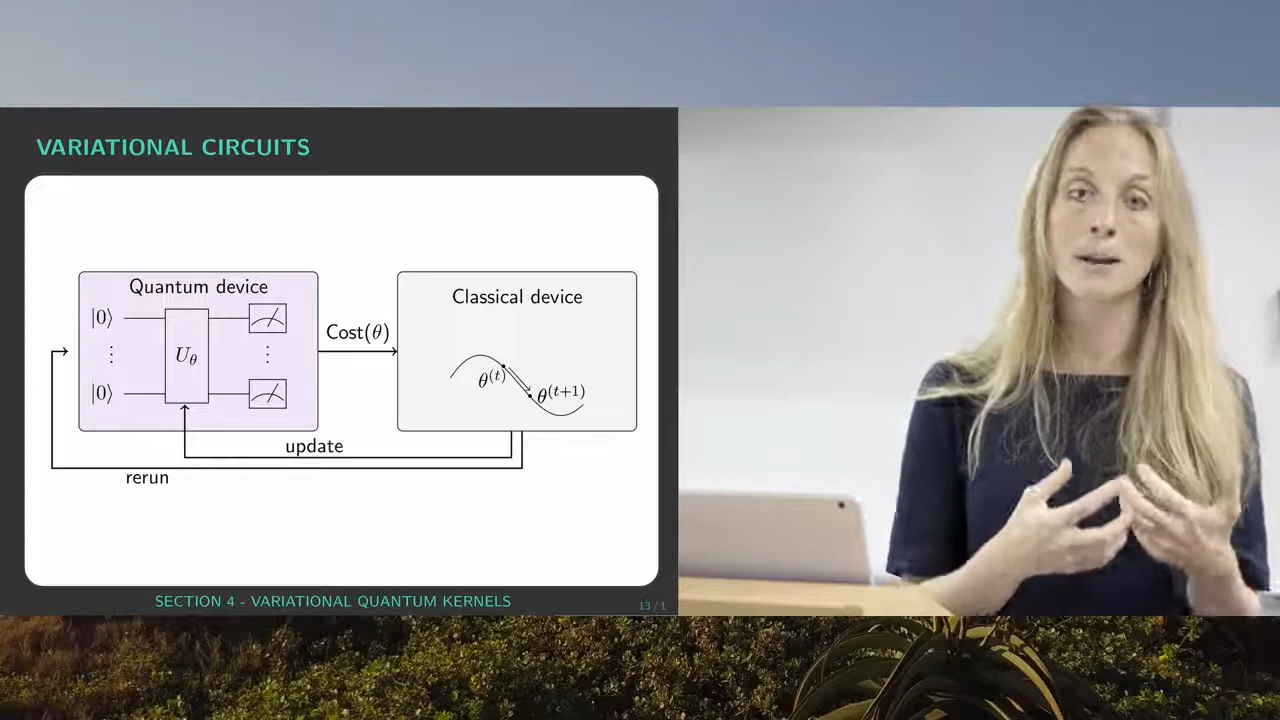 VARIATIONAL CIRCUITS
Quantum device
Classical device
|0⟩
⋮
U_θ
⋮
|0⟩
Cost(θ)
θ^(t)
θ^(t+1)
update
rerun
SECTION 4 - VARIATIONAL QUANTUM KERNELS
13 / 1